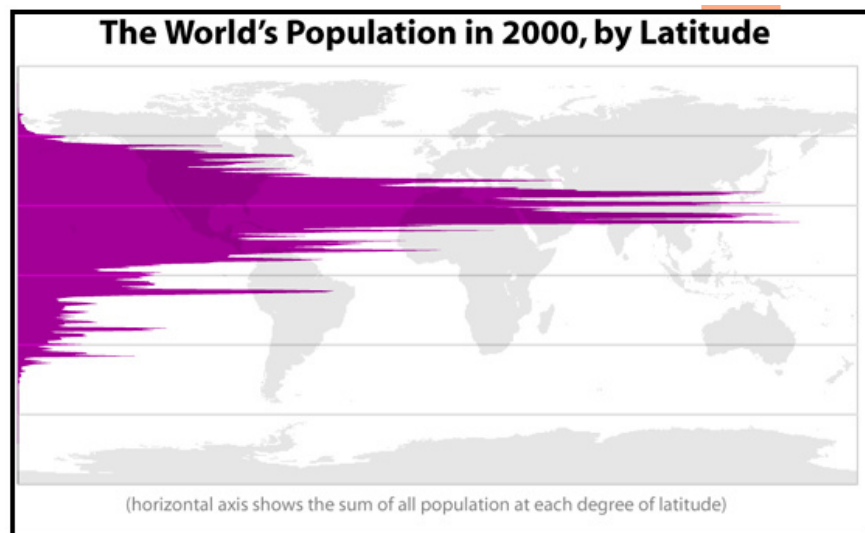 The World's Population in 2000, by Latitude
(horizontal axis shows the sum of all population at each degree of latitude)